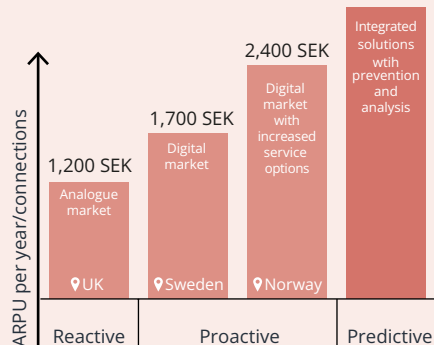 2,400 SEK
1,700 SEK
1,200 SEK
Integrated
solutions
wtih
prevention
and
analysis
Digital
market
with
increased
service
options
Digital
market
Analogue
market
UK
Sweden
Norway
Reactive
Proactive
Predictive
ARPU per year/connections